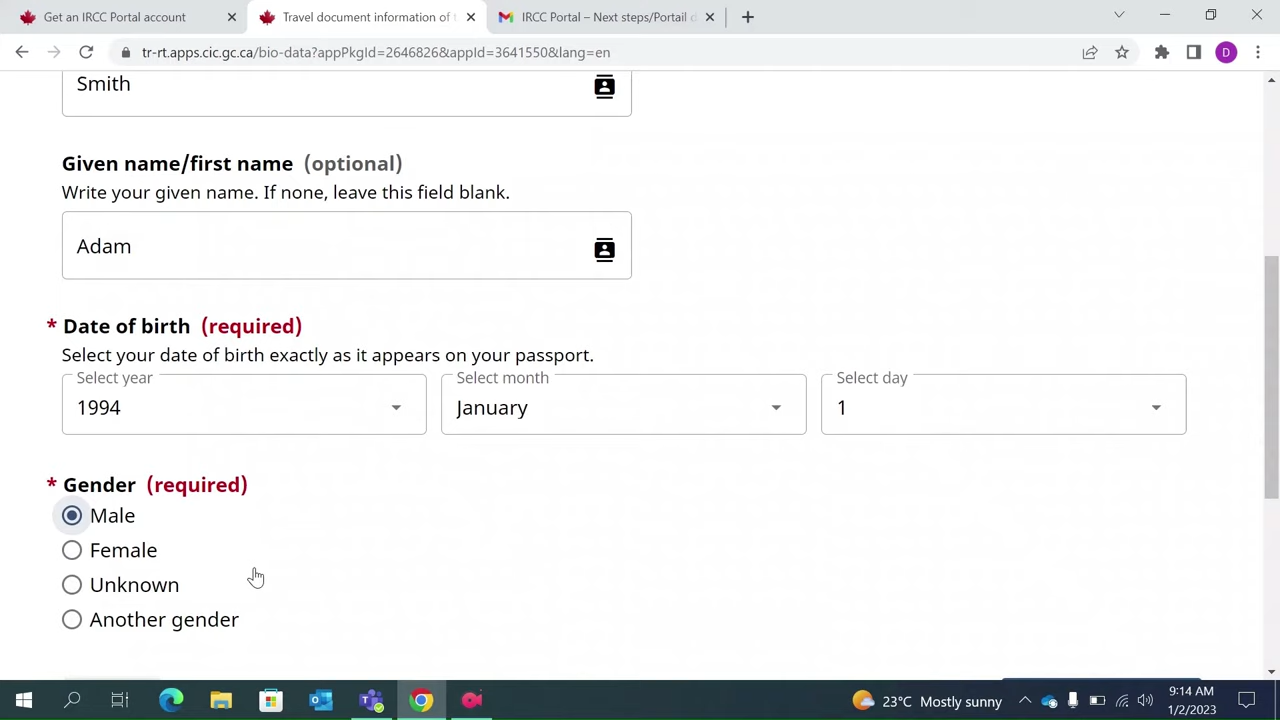 Get an IRCC Portal account
Travel document information of t
IRCC Portal – Next steps/Portail d
tr-rt.apps.cic.gc.ca/bio-data?appPkgId=2646826&appId=3641550&lang=en
D
Smith
Given name/first name (optional)
Write your given name. If none, leave this field blank.
Adam
* Date of birth (required)
Select your date of birth exactly as it appears on your passport.
Select year Select month Select day
1994 January 1
* Gender (required)
Male
Female
Unknown
Another gender
23°C Mostly sunny
9:14 AM
1/2/2023